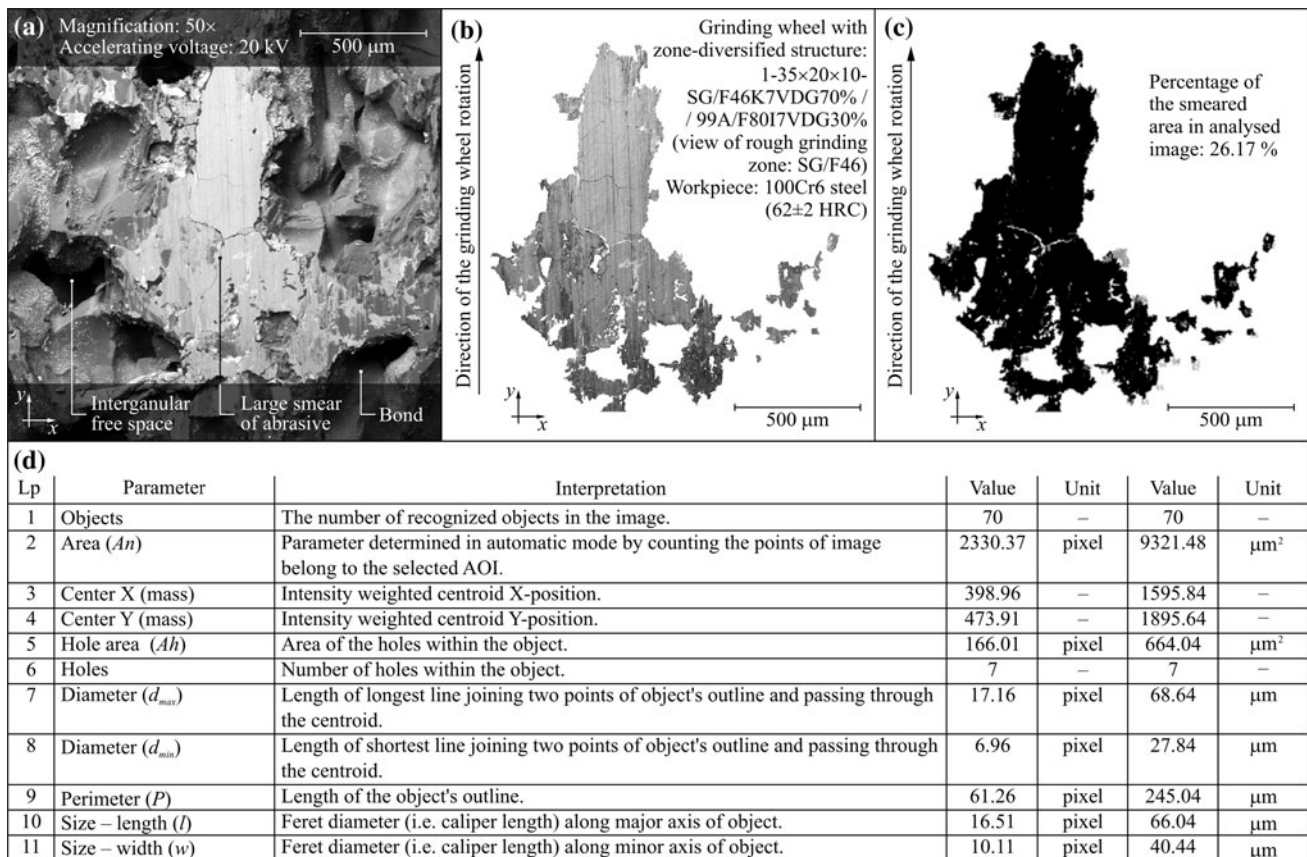 (a) Magnification: 50×
Accelerating voltage: 20 kV
500 μm
Interganular
free space
Large smear
of abrasive
Bond
y
x
(b)
Direction of the grinding wheel rotation
Grinding wheel with
zone-diversified structure:
1-35×20×10-
SG/F46K7VDG70% /
/ 99A/F80I7VDG30%
(view of rough grinding
zone: SG/F46)
Workpiece: 100Cr6 steel
(62±2 HRC)
y
x
500 μm
(c)
Direction of the grinding wheel rotation
Percentage of
the smeared
area in analysed
image: 26.17 %
y
x
500 μm
(d)
Lp Parameter Interpretation Value Unit Value Unit
1 Objects The number of recognized objects in the image. 70 – 70 –
2 Area (An) Parameter determined in automatic mode by counting the points of image 2330.37 pixel 9321.48 μm²
belong to the selected AOI.
3 Center X (mass) Intensity weighted centroid X-position. 398.96 – 1595.84 –
4 Center Y (mass) Intensity weighted centroid Y-position. 473.91 – 1895.64 –
5 Hole area (Ah) Area of the holes within the object. 166.01 pixel 664.04 μm²
6 Holes Number of holes within the object. 7 – 7 –
7 Diameter (dmax) Length of longest line joining two points of object's outline and passing through 17.16 pixel 68.64 μm
the centroid.
8 Diameter (dmin) Length of shortest line joining two points of object's outline and passing through 6.96 pixel 27.84 μm
the centroid.
9 Perimeter (P) Length of the object's outline. 61.26 pixel 245.04 μm
10 Size – length (l) Feret diameter (i.e. caliper length) along major axis of object. 16.51 pixel 66.04 μm
11 Size – width (w) Feret diameter (i.e. caliper length) along minor axis of object. 10.11 pixel 40.44 μm